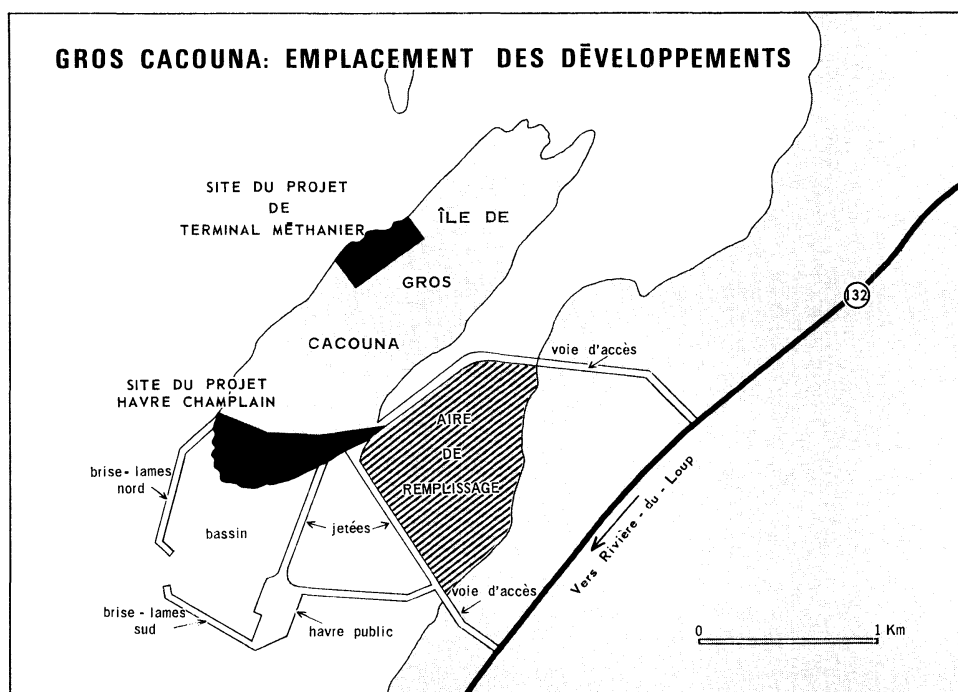 GROS CACOUNA: EMPLACEMENT DES DĒVELOPPEMENTS
SITE DU PROJET
DE
TERMINAL MÉTHANIER
ÎLE DE
GROS
CACOUNA
132
voie d'accès
SITE DU PROJET
HAVRE CHAMPLAIN
AIRE
DE
REMPLISSAGE
brise-lames
nord
bassin
jetées
Vers Rivière-du-Loup
voie d'accès
brise-lames
sud
havre public
0 1 Km